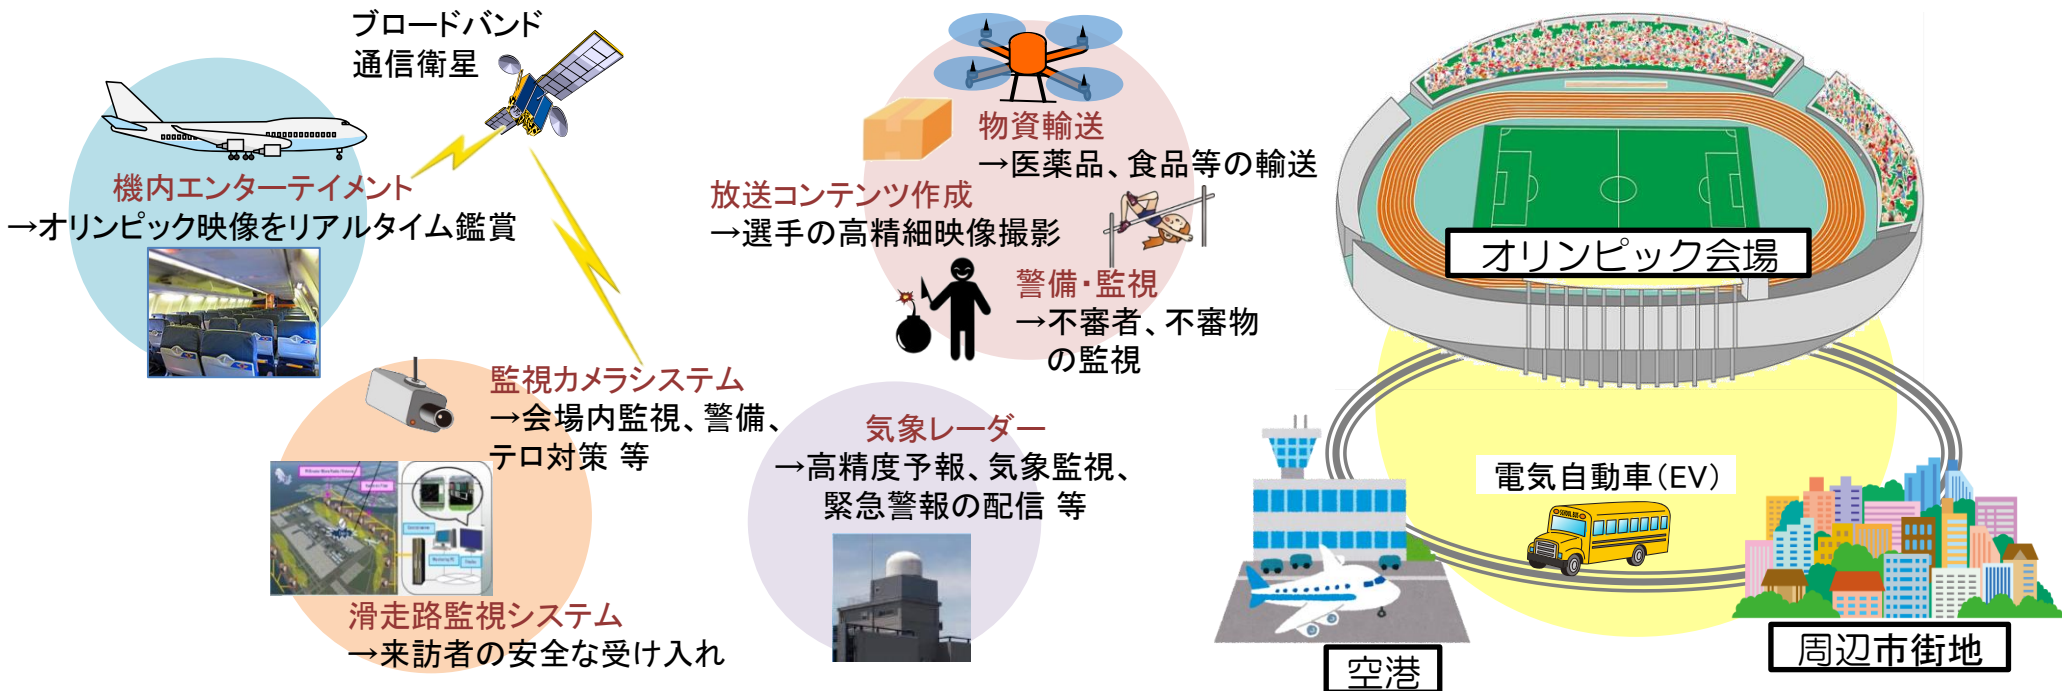 ブロードバンド
通信衛星
機内エンターテイメント
→オリンピック映像をリアルタイム鑑賞
物資輸送
→医薬品、食品等の輸送
放送コンテンツ作成
→選手の高精細映像撮影
警備・監視
→不審者、不審物
の監視
監視カメラシステム
→会場内監視、警備、
テロ対策 等
滑走路監視システム
→来訪者の安全な受け入れ
気象レーダー
→高精度予報、気象監視、
緊急警報の配信 等
オリンピック会場
電気自動車(EV)
空港
周辺市街地